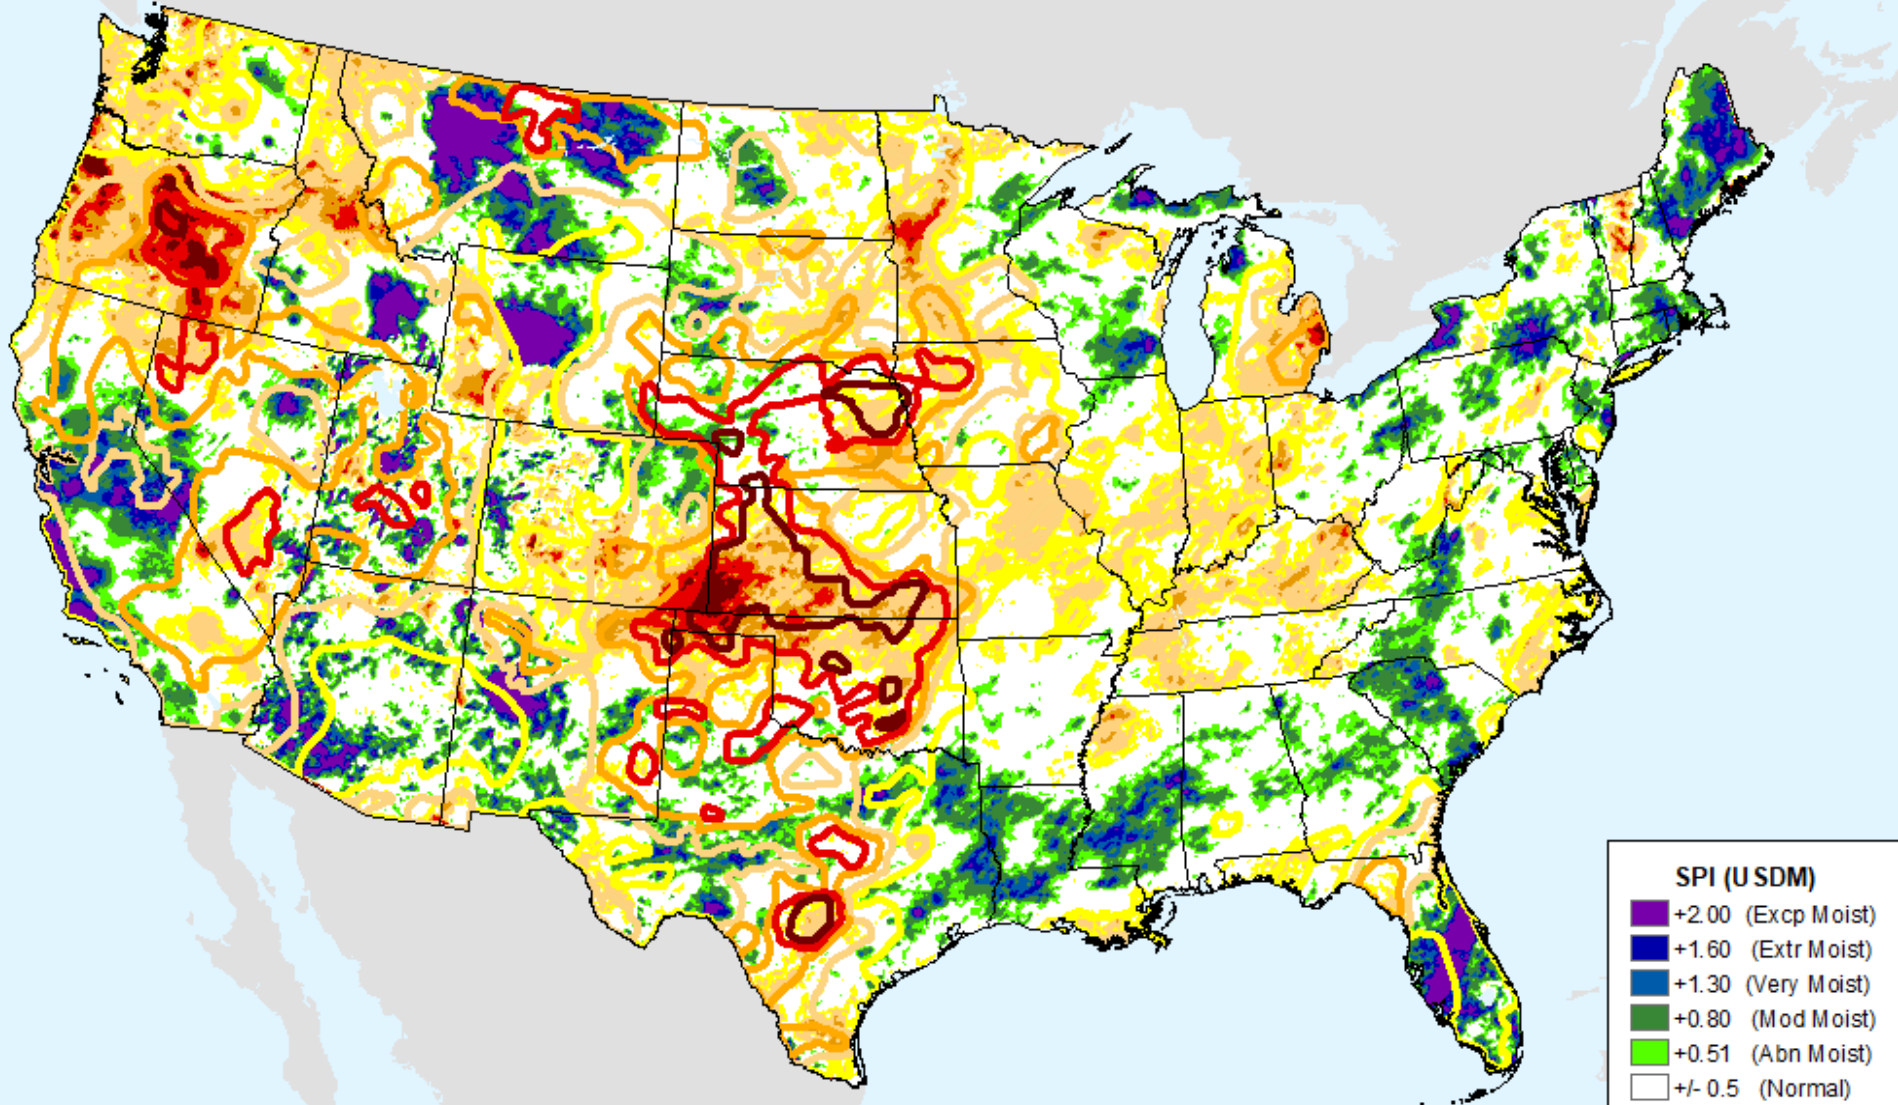 SPI (USDM)
+2.00 (Excp Moist)
+1.60 (Extr Moist)
+1.30 (Very Moist)
+0.80 (Mod Moist)
+0.51 (Abn Moist)
+/- 0.5 (Normal)